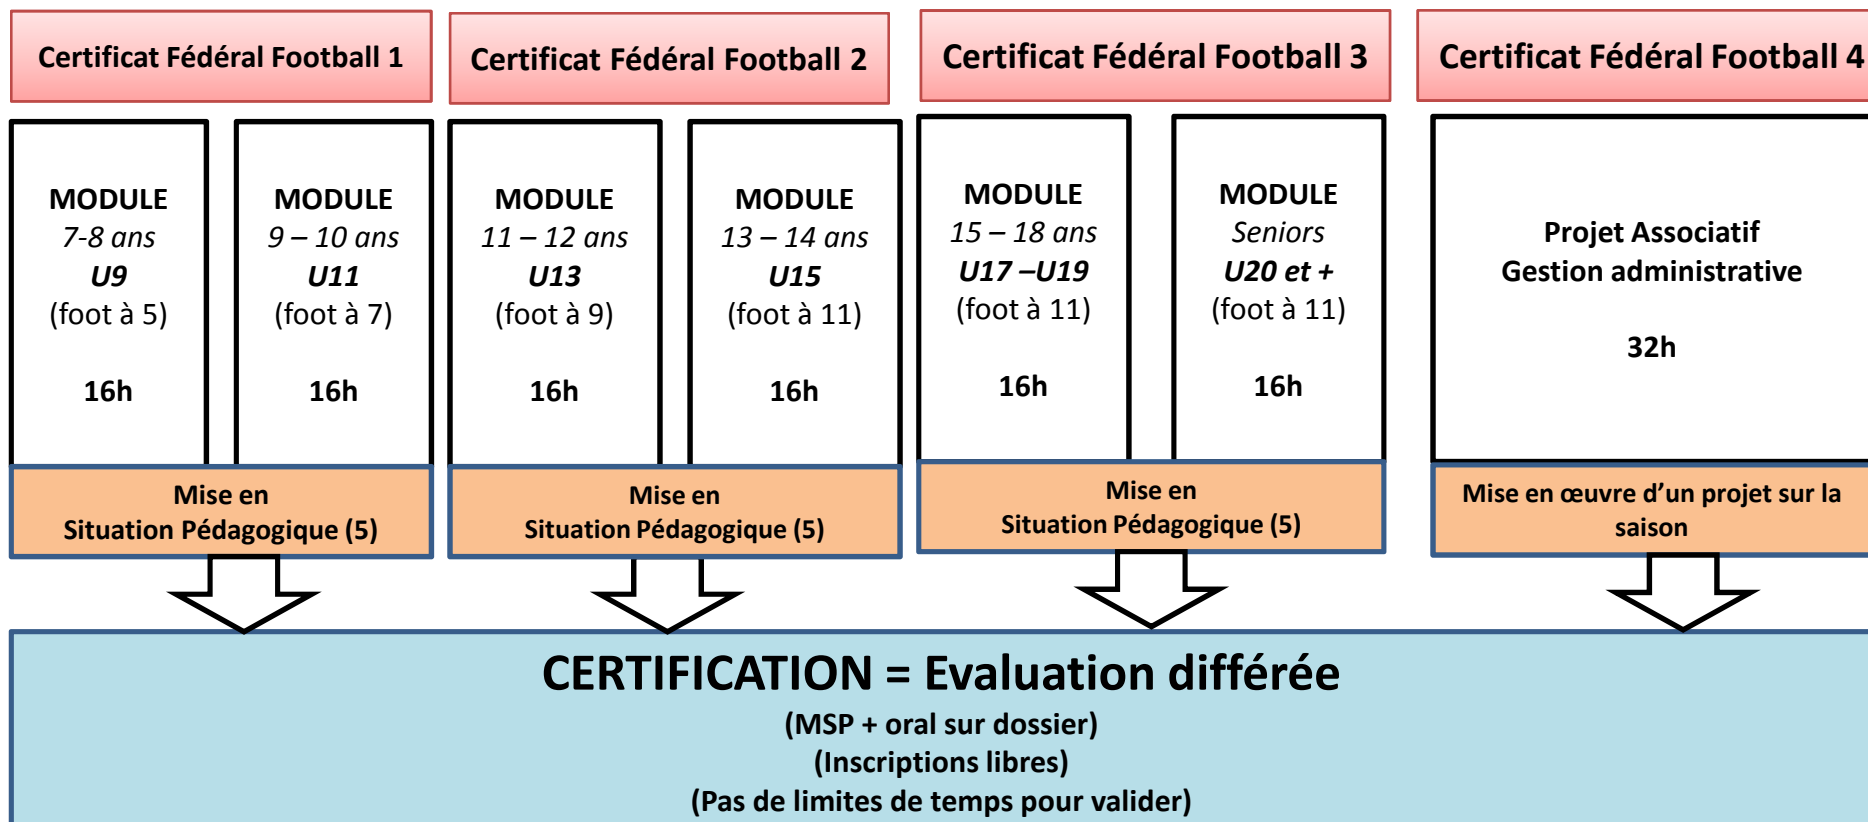 Certificat Fédéral Football 1
Certificat Fédéral Football 2
Certificat Fédéral Football 3
Certificat Fédéral Football 4
MODULE
7-8 ans
U9
(foot à 5)
16h
MODULE
9 – 10 ans
U11
(foot à 7)
16h
MODULE
11 – 12 ans
U13
(foot à 9)
16h
MODULE
13 – 14 ans
U15
(foot à 11)
16h
MODULE
15 – 18 ans
U17 –U19
(foot à 11)
16h
MODULE
Seniors
U20 et +
(foot à 11)
16h
Projet Associatif
Gestion administrative
32h
Mise en
Situation Pédagogique (5)
Mise en
Situation Pédagogique (5)
Mise en
Situation Pédagogique (5)
Mise en œuvre d’un projet sur la
saison
CERTIFICATION = Evaluation différée
(MSP + oral sur dossier)
(Inscriptions libres)
(Pas de limites de temps pour valider)